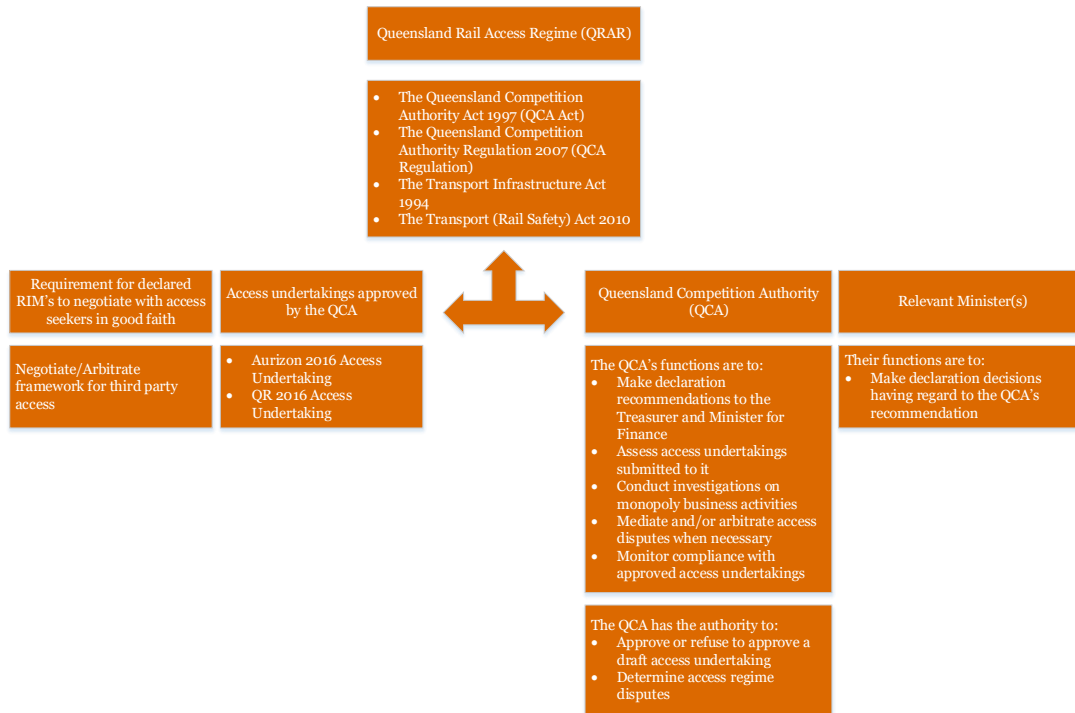 Queensland Rail Access Regime (QRAR)
• The Queensland Competition
Authority Act 1997 (QCA Act)
• The Queensland Competition
Authority Regulation 2007 (QCA
Regulation)
• The Transport Infrastructure Act
1994
• The Transport (Rail Safety) Act 2010
Requirement for declared
RIM's to negotiate with access
seekers in good faith
Negotiate/Arbitrate
framework for third party
access
Access undertakings approved
by the QCA
• Aurizon 2016 Access
Undertaking
• QR 2016 Access
Undertaking
Queensland Competition Authority
(QCA)
The QCA's functions are to:
• Make declaration
recommendations to the
Treasurer and Minister for
Finance
• Assess access undertakings
submitted to it
• Conduct investigations on
monopoly business activities
• Mediate and/or arbitrate access
disputes when necessary
• Monitor compliance with
approved access undertakings
The QCA has the authority to:
• Approve or refuse to approve a
draft access undertaking
• Determine access regime
disputes
Relevant Minister(s)
Their functions are to:
• Make declaration decisions
having regard to the QCA's
recommendation